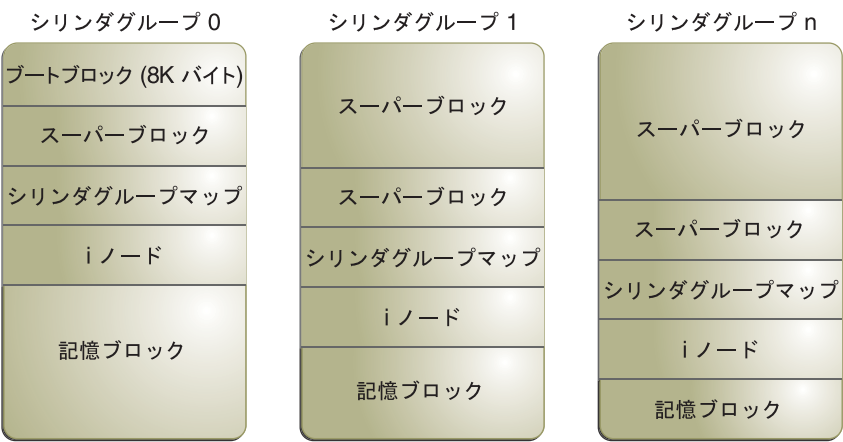 シリンダグループ 0
ブートブロック (8K バイト)
スーパーブロック
シリンダグループマップ
i ノード
記憶ブロック
シリンダグループ 1
スーパーブロック
スーパーブロック
シリンダグループマップ
i ノード
記憶ブロック
シリンダグループ n
スーパーブロック
スーパーブロック
シリンダグループマップ
i ノード
記憶ブロック